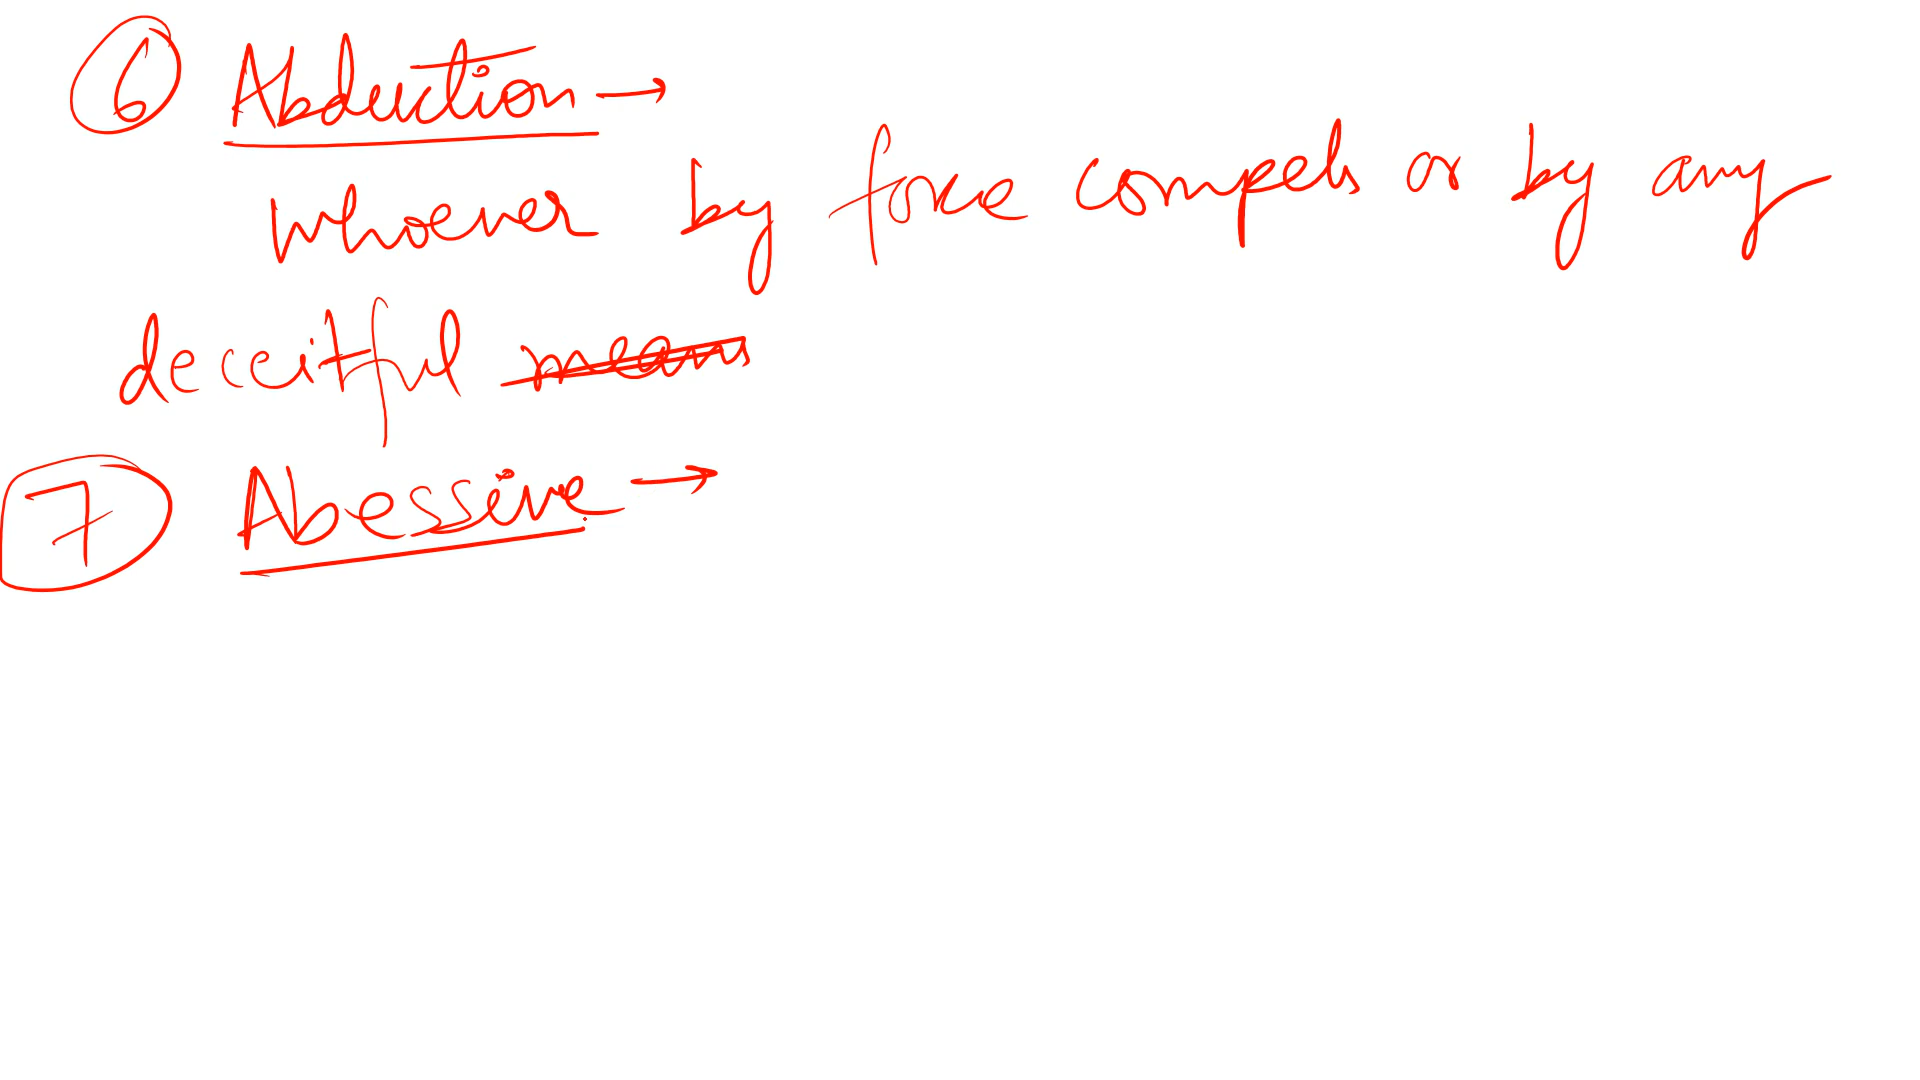 6 Abduction →
whoever by force compels or by any
deceitful means
7 Abessive →